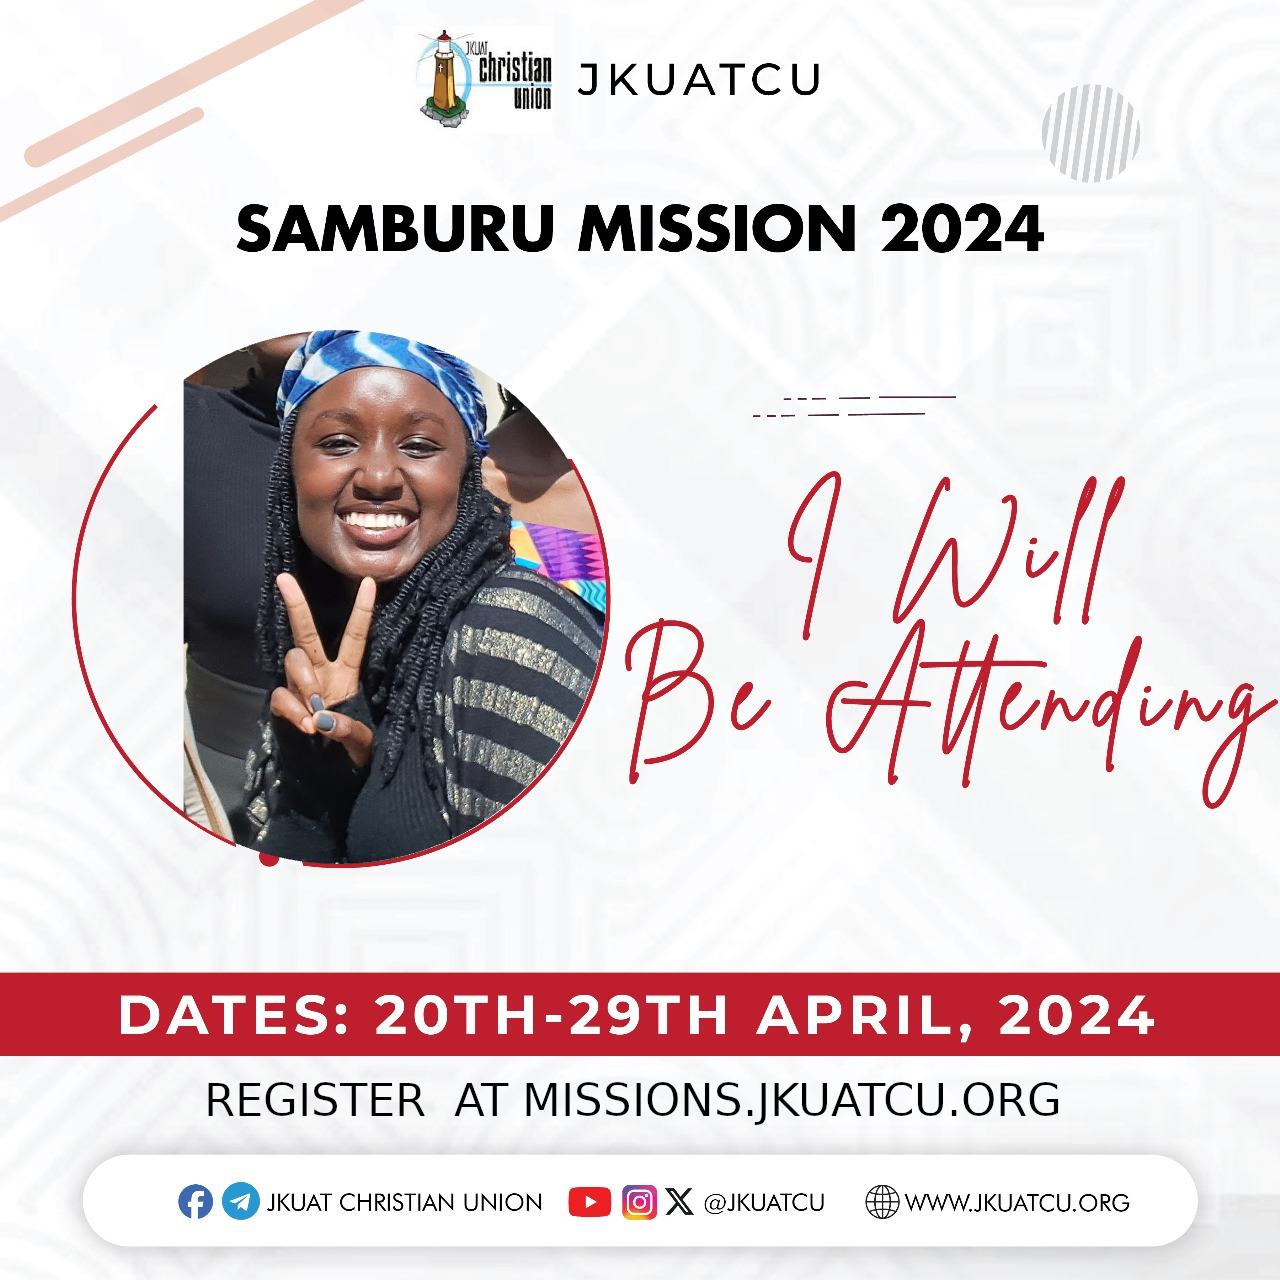 JKUAT
christian
union
JKUATCU
SAMBURU MISSION 2024
I Will
Be Attending
DATES: 20TH-29TH APRIL, 2024
REGISTER AT MISSIONS.JKUATCU.ORG
JKUAT CHRISTIAN UNION @JKUATCU WWW.JKUATCU.ORG